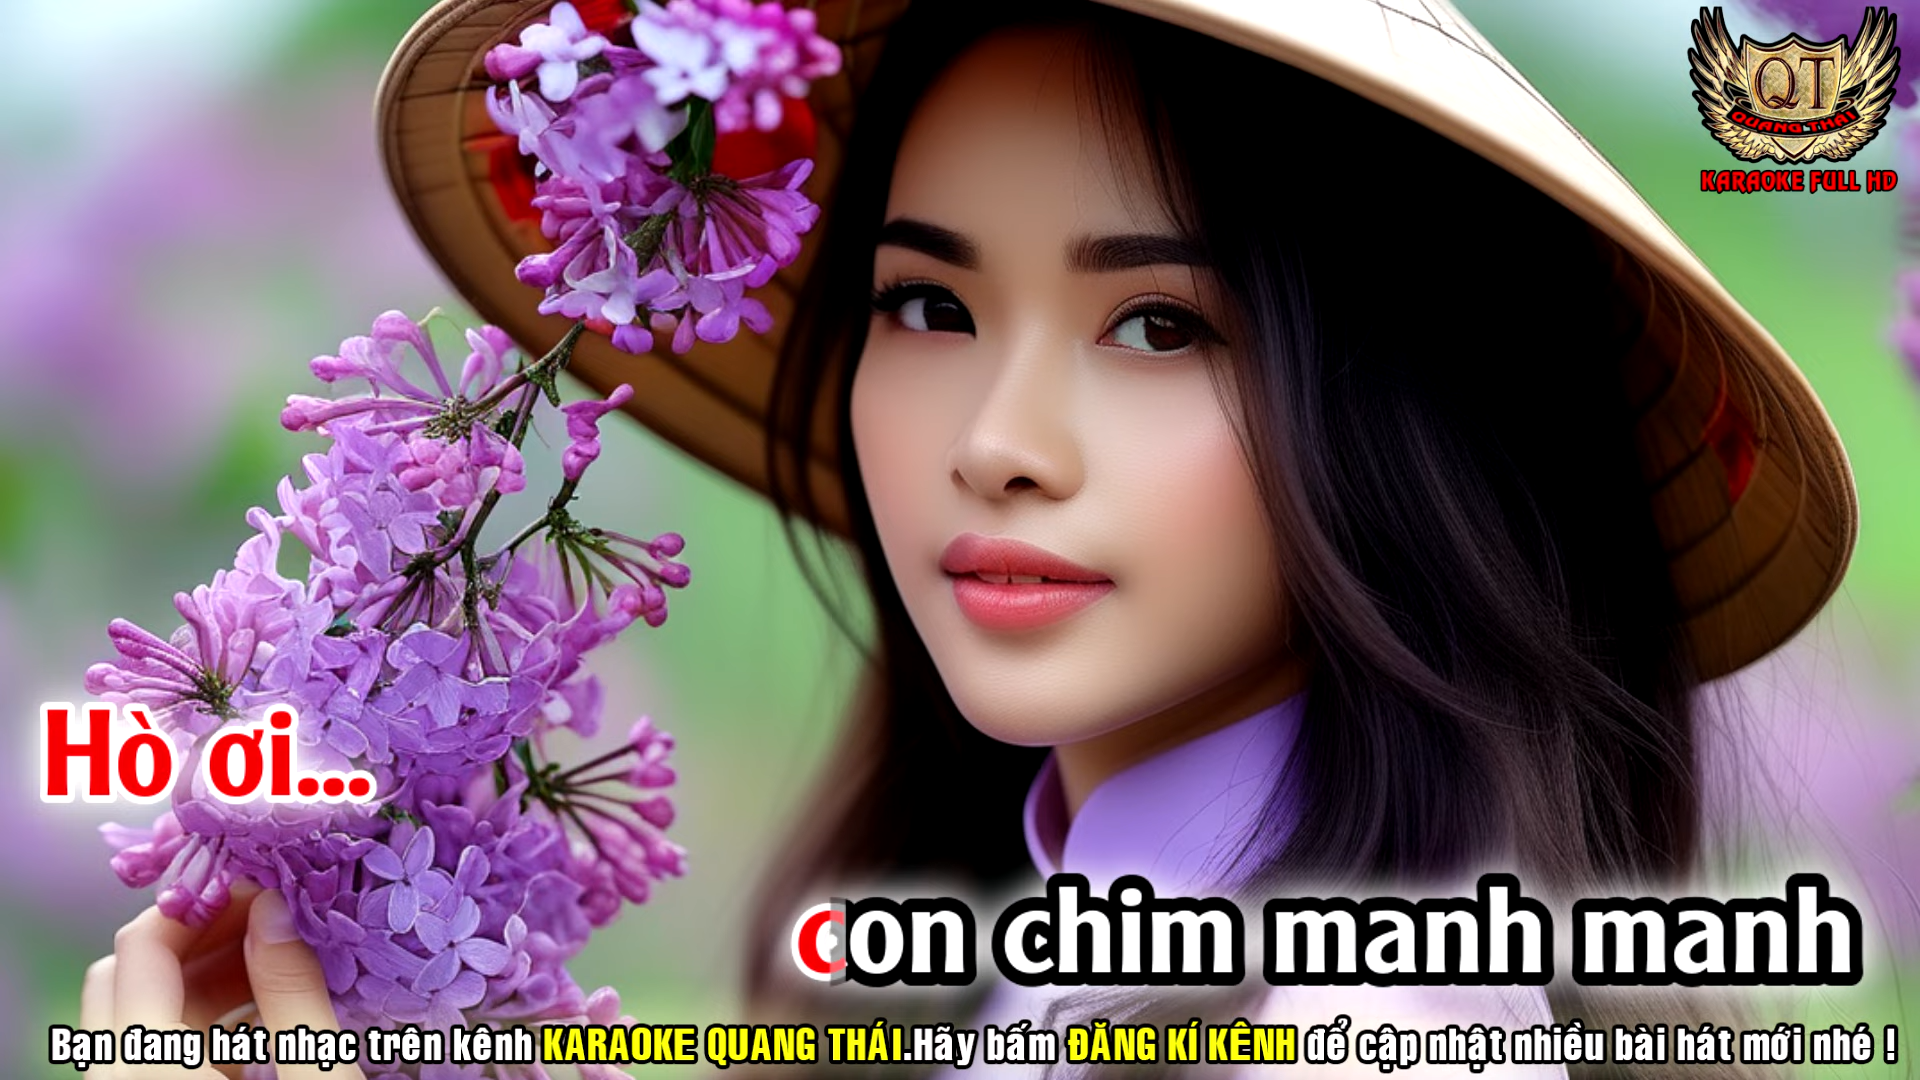 QT
QUANG THÁI
KARAOKE FULL HD
Hò ơi...
con chim manh manh
Bạn đang hát nhạc trên kênh KARAOKE QUANG THÁI.Hãy bấm ĐĂNG KÍ KÊNH để cập nhật nhiều bài hát mới nhé !